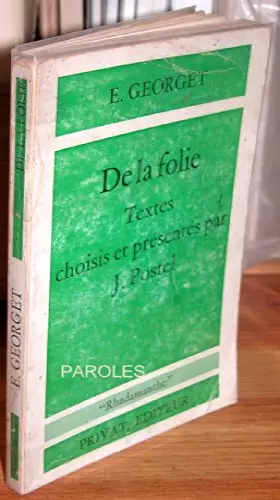 E. GEORGET
De la folie
Textes
choisis et présentés par
J. Postel
PAROLES
"Rhadamanthe"
PRIVAT, EDITEUR
De la folie
E. GEORGET